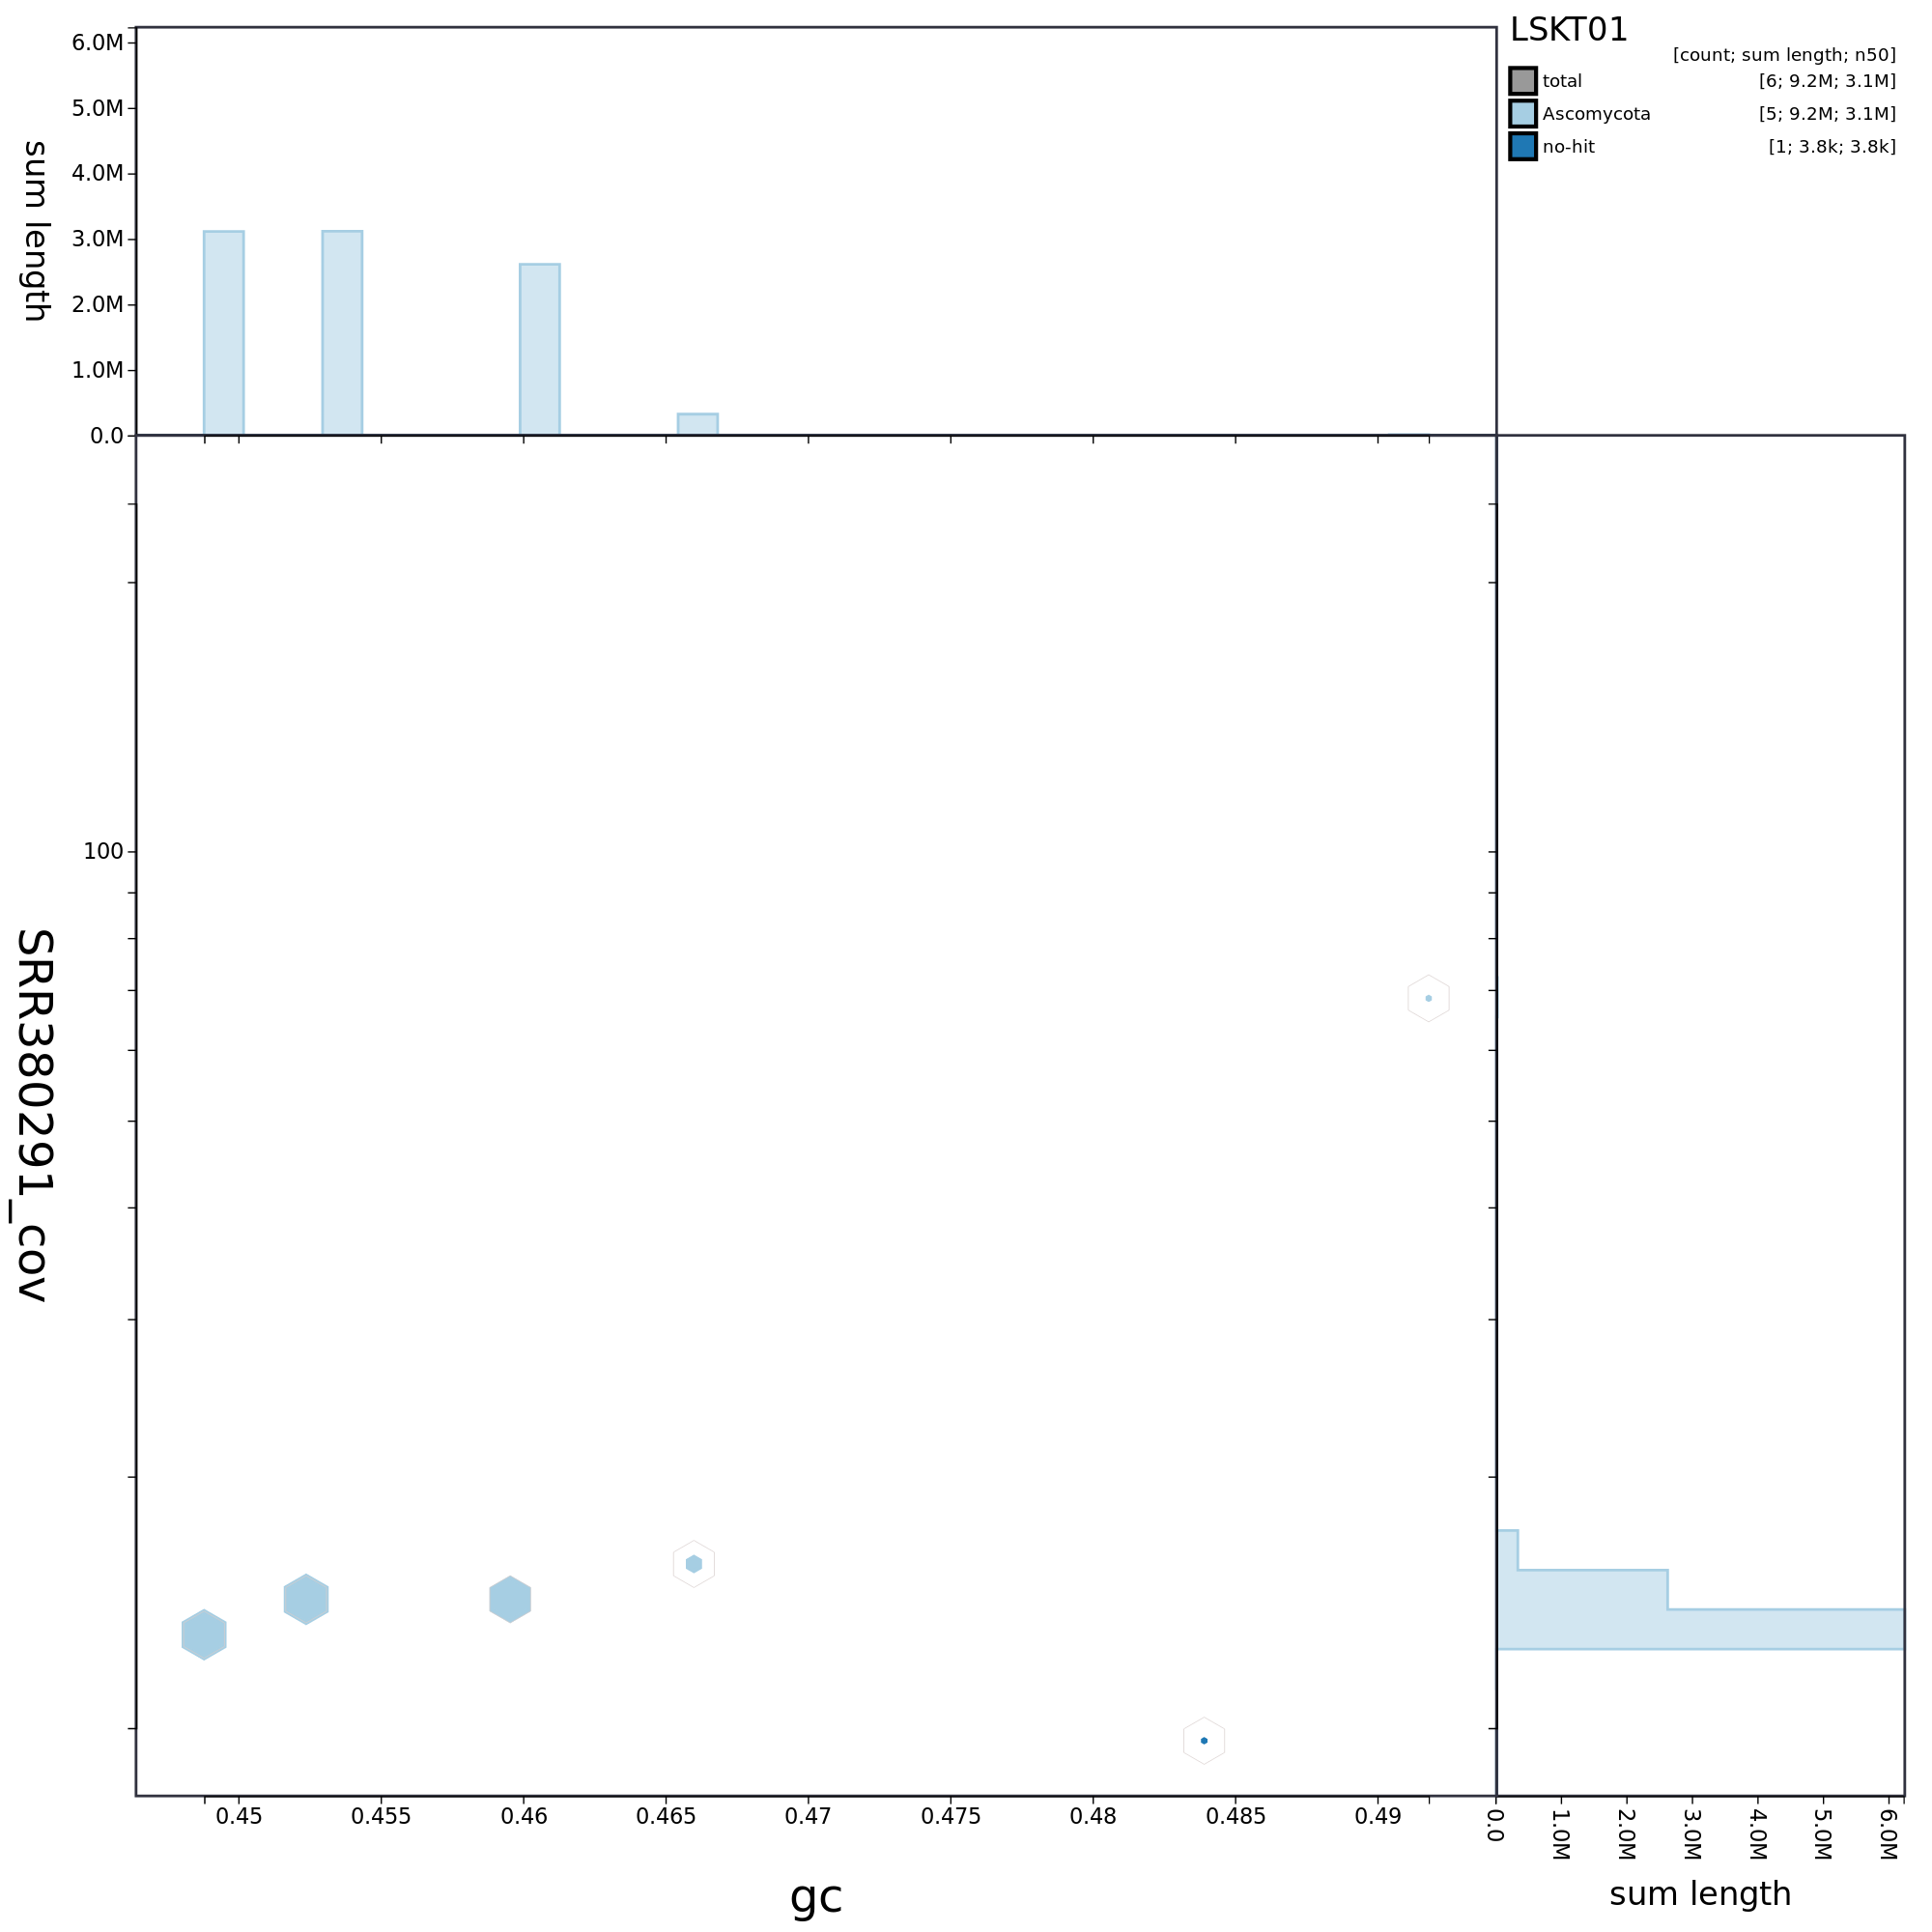 LSKT01
[count; sum length; n50]
total [6; 9.2M; 3.1M]
Ascomycota [5; 9.2M; 3.1M]
no-hit [1; 3.8k; 3.8k]
sum length
6.0M
5.0M
4.0M
3.0M
2.0M
1.0M
0.0
SRR380291_cov
100
0.45 0.455 0.46 0.465 0.47 0.475 0.48 0.485 0.49
gc
0.0 1.0M 2.0M 3.0M 4.0M 5.0M 6.0M
sum length